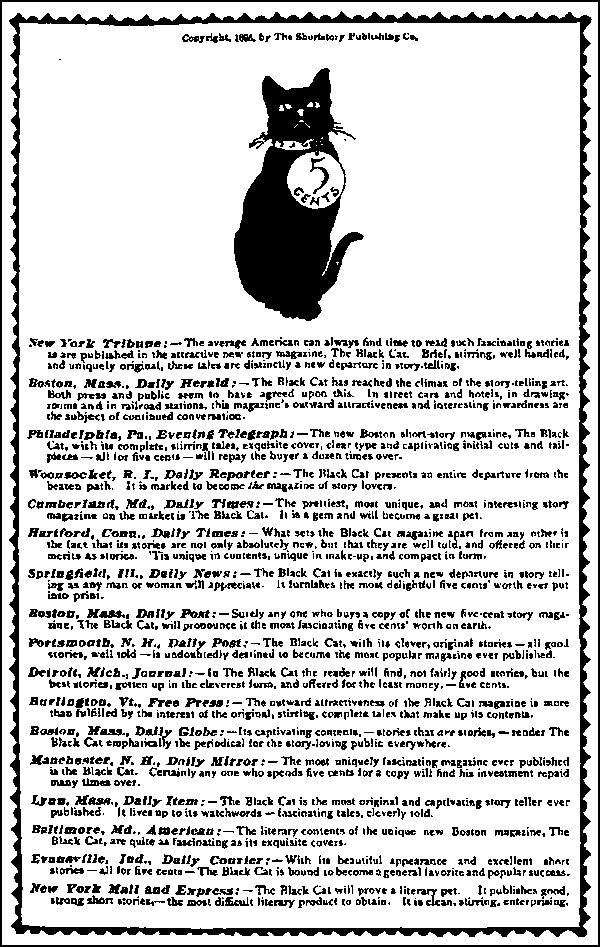 Copyright, 1895, by The Shortstory Publishing Co.
5
CENTS
New York Tribune:—The average American can always find time to read such fascinating stories
as are published in the attractive new story magazine, The Black Cat. Brief, stirring, well handled,
and uniquely original, these tales are distinctly a new departure in story-telling.
Boston, Mass., Daily Herald:—The Black Cat has reached the climax of the story-telling art.
Both press and public seem to have agreed upon this. In street cars and hotels, in drawing-
rooms and in railroad stations, this magazine's outward attractiveness and interesting inwardness are
the subject of continued conversation.
Philadelphia, Pa., Evening Telegraph:—The new Boston short-story magazine, The Black
Cat, with its complete, stirring tales, exquisite cover, clear type and captivating initial cuts and tail-
pieces — all for five cents — will repay the buyer a dozen times over.
Woonsocket, R. I., Daily Reporter:—The Black Cat presents an entire departure from the
beaten path. It is marked to become the magazine of story lovers.
Cumberland, Md., Daily Times:—The prettiest, most unique, and most interesting story
magazine on the market is The Black Cat. It is a gem and will become a great pet.
Hartford, Conn., Daily Times:—What sets the Black Cat magazine apart from any other is
the fact that its stories are not only absolutely new, but that they are well told, and offered on their
merits as stories. 'Tis unique in contents, unique in make-up, and compact in form.
Springfield, Ill., Daily News:—The Black Cat is exactly such a new departure in story tell-
ing as any man or woman will appreciate. It furnishes the most delightful five cents' worth ever put
into print.
Boston, Mass., Daily Post:—Surely any one who buys a copy of the new five-cent story maga-
zine, The Black Cat, will pronounce it the most fascinating five cents' worth on earth.
Portsmouth, N. H., Daily Post:—The Black Cat, with its clever, original stories — all good
stories, well told — is undoubtedly destined to become the most popular magazine ever published.
Detroit, Mich., Journal:—In The Black Cat the reader will find, not fairly good stories, but the
best stories, gotten up in the cleverest form, and offered for the least money, — five cents.
Burlington, Vt., Free Press:—The outward attractiveness of the Black Cat magazine is more
than fulfilled by the interest of the original, stirring, complete tales that make up its contents.
Boston, Mass., Daily Globe:—Its captivating contents, — stories that are stories, — render The
Black Cat emphatically the periodical for the story-loving public everywhere.
Manchester, N. H., Daily Mirror:—The most uniquely fascinating magazine ever published
is the Black Cat. Certainly any one who spends five cents for a copy will find his investment repaid
many times over.
Lynn, Mass., Daily Item:—The Black Cat is the most original and captivating story teller ever
published. It lives up to its watchwords — fascinating tales, cleverly told.
Baltimore, Md., American:—The literary contents of the unique new Boston magazine, The
Black Cat, are quite as fascinating as its exquisite covers.
Evansville, Ind., Daily Courier:—With its beautiful appearance and excellent short
stories — all for five cents — The Black Cat is bound to become a general favorite and popular success.
New York Mail and Express:—The Black Cat will prove a literary pet. It publishes good,
strong short stories,—the most difficult literary product to obtain. It is clean, stirring, enterprising.